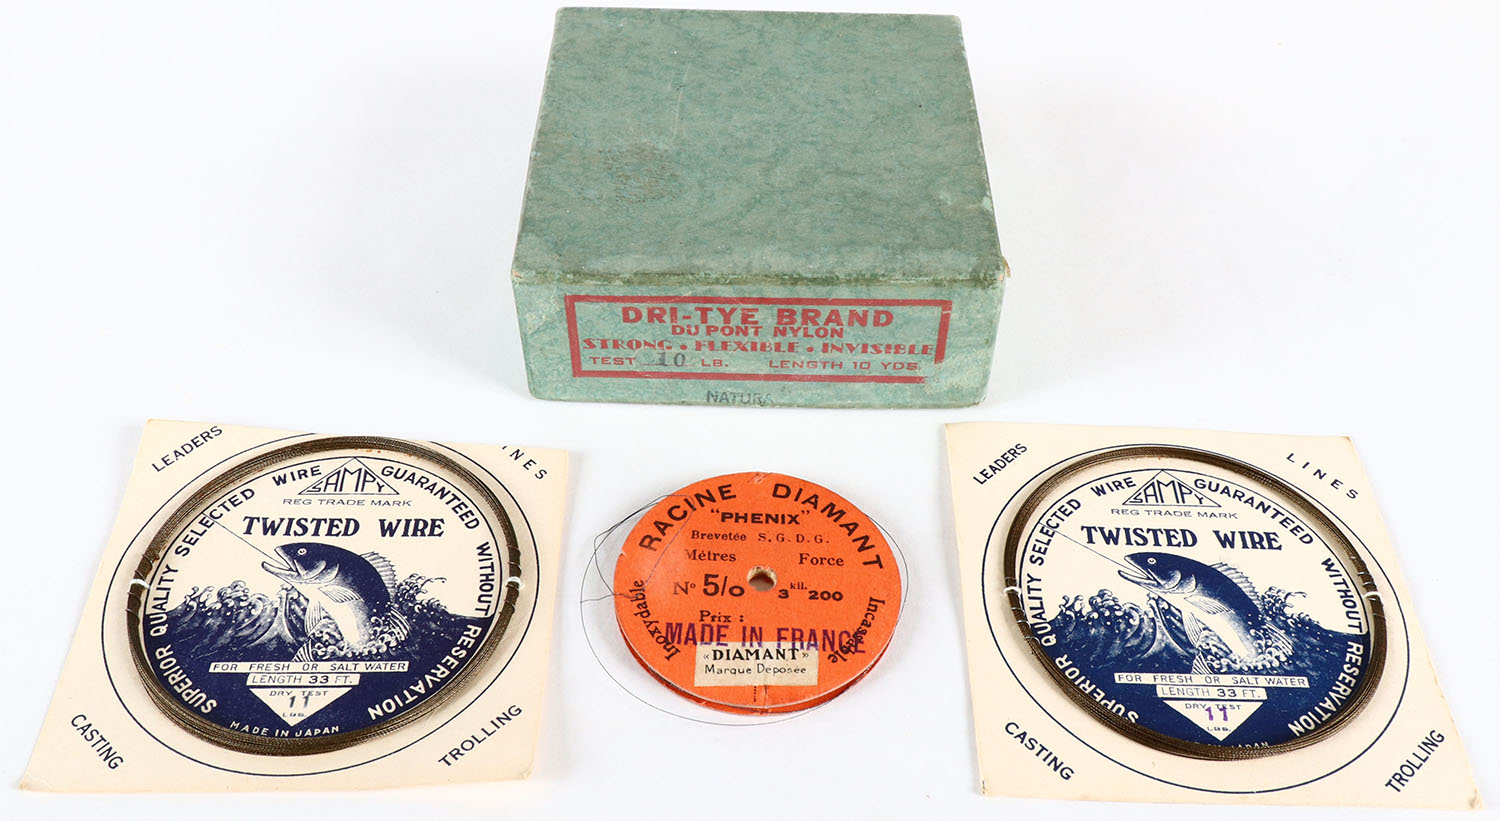 DRI-TYE BRAND
DU PONT NYLON
STRONG • FLEXIBLE • INVISIBLE
TEST 10 LB. LENGTH 10 YDS.
LEADERS
LINES
SUPERIOR QUALITY SELECTED WIRE GUARANTEED WITHOUT RESERVATION
SAMPY
REG TRADE MARK
TWISTED WIRE
FOR FRESH OR SALT WATER
LENGTH 33 FT.
DRY TEST
11
LBS.
MADE IN JAPAN
CASTING
TROLLING
RACINE DIAMANT
"PHENIX"
Brevetée S. G. D. G.
Mètres Force
Nº 5/0 3 kil. 200
Prix :
MADE IN FRANCE
Inoxydable
Incassable
« DIAMANT »
Marque Déposée
LEADERS
LINES
SUPERIOR QUALITY SELECTED WIRE GUARANTEED WITHOUT RESERVATION
SAMPY
REG TRADE MARK
TWISTED WIRE
FOR FRESH OR SALT WATER
LENGTH 33 FT.
DRY TEST
11
LBS.
JAPAN
CASTING
TROLLING